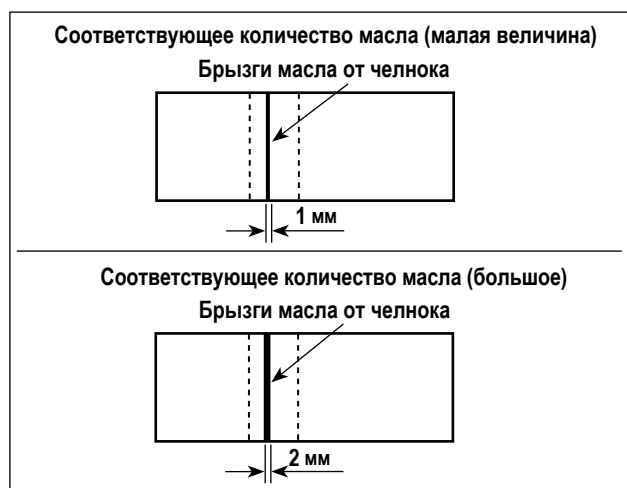 Соответствующее количество масла (малая величина)
Брызги масла от челнока
1 мм
Соответствующее количество масла (большое)
Брызги масла от челнока
2 мм